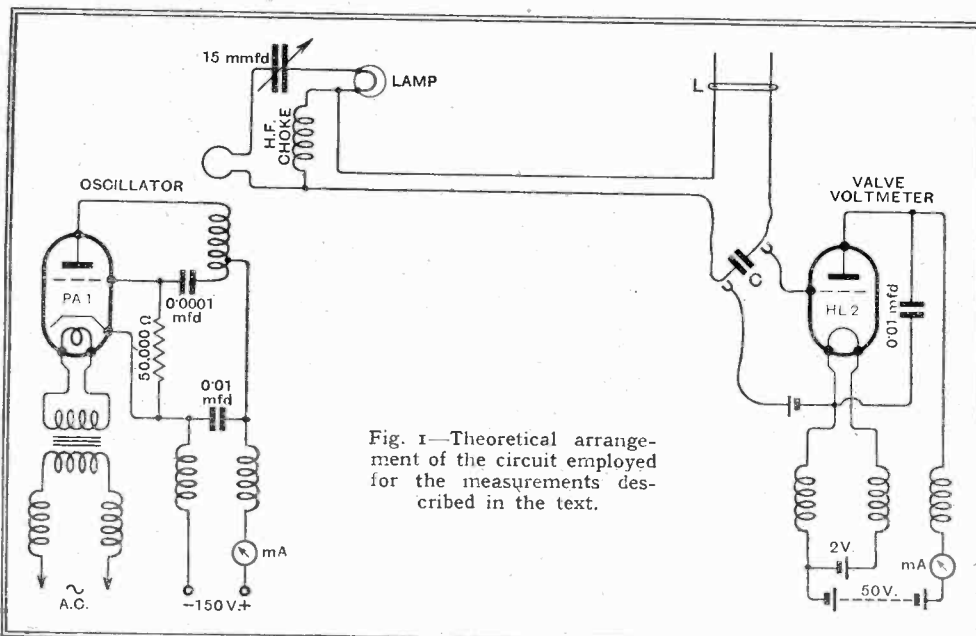 15 mmfd
LAMP
H.F. CHOKE
L
OSCILLATOR
VALVE
VOLTMETER
PA 1
0·0001
mfd
50,000 Ω
0·01
mfd
C
HL 2
0·01 mfd
Fig. 1—Theoretical arrange-
ment of the circuit employed
for the measurements des-
cribed in the text.
mA
~
A.C.
-150 V.+
2V.
mA
50V.